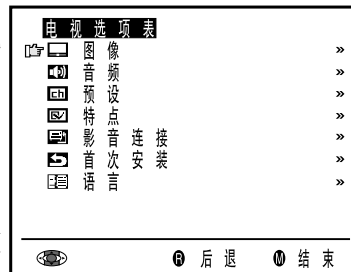 电视选项表
图像 »
音频 »
ch 预设 »
特点 »
影音连接 »
首次安装 »
语言 »
R 后退 M 结束